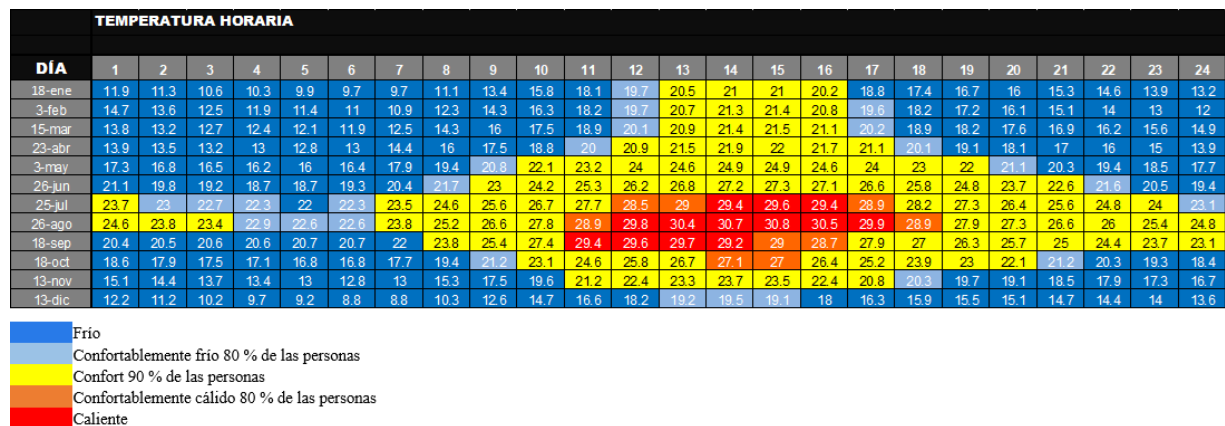 TEMPERATURA HORARIA
DÍA 1 2 3 4 5 6 7 8 9 10 11 12 13 14 15 16 17 18 19 20 21 22 23 24
18-ene 11.9 11.3 10.6 10.3 9.9 9.7 9.7 11.1 13.4 15.8 18.1 19.7 20.5 21 21 20.2 18.8 17.4 16.7 16 15.3 14.6 13.9 13.2
3-feb 14.7 13.6 12.5 11.9 11.4 11 10.9 12.3 14.3 16.3 18.2 19.7 20.7 21.3 21.4 20.8 19.6 18.2 17.2 16.1 15.1 14 13 12
15-mar 13.8 13.2 12.7 12.4 12.1 11.9 12.5 14.3 16 17.5 18.9 20.1 20.9 21.4 21.5 21.1 20.2 18.9 18.2 17.6 16.9 16.2 15.6 14.9
23-abr 13.9 13.5 13.2 13 12.8 13 14.4 16 17.5 18.8 20 20.9 21.5 21.9 22 21.7 21.1 20.1 19.1 18.1 17 16 15 13.9
3-may 17.3 16.8 16.5 16.2 16 16.4 17.9 19.4 20.8 22.1 23.2 24 24.6 24.9 24.9 24.6 24 23 22 21.1 20.3 19.4 18.5 17.7
26-jun 21.1 19.8 19.2 18.7 18.7 19.3 20.4 21.7 23 24.2 25.3 26.2 26.8 27.2 27.3 27.1 26.6 25.8 24.8 23.7 22.6 21.6 20.5 19.4
25-jul 23.7 23 22.7 22.3 22 22.3 23.5 24.6 25.6 26.7 27.7 28.5 29 29.4 29.6 29.4 28.9 28.2 27.3 26.4 25.6 24.8 24 23.1
26-ago 24.6 23.8 23.4 22.9 22.6 22.6 23.8 25.2 26.6 27.8 28.9 29.8 30.4 30.7 30.8 30.5 29.9 28.9 27.9 27.3 26.6 26 25.4 24.8
18-sep 20.4 20.5 20.6 20.6 20.7 20.7 22 23.8 25.4 27.4 29.4 29.6 29.7 29.2 29 28.7 27.9 27 26.3 25.7 25 24.4 23.7 23.1
18-oct 18.6 17.9 17.5 17.1 16.8 16.8 17.7 19.4 21.2 23.1 24.6 25.8 26.7 27.1 27 26.4 25.2 23.9 23 22.1 21.2 20.3 19.3 18.4
13-nov 15.1 14.4 13.7 13.4 13 12.8 13 15.3 17.5 19.6 21.2 22.4 23.3 23.7 23.5 22.4 20.8 20.3 19.7 19.1 18.5 17.9 17.3 16.7
13-dic 12.2 11.2 10.2 9.7 9.2 8.8 8.8 10.3 12.6 14.7 16.6 18.2 19.2 19.5 19.1 18 16.3 15.9 15.5 15.1 14.7 14.4 14 13.6
Frío
Confortablemente frío 80 % de las personas
Confort 90 % de las personas
Confortablemente cálido 80 % de las personas
Caliente